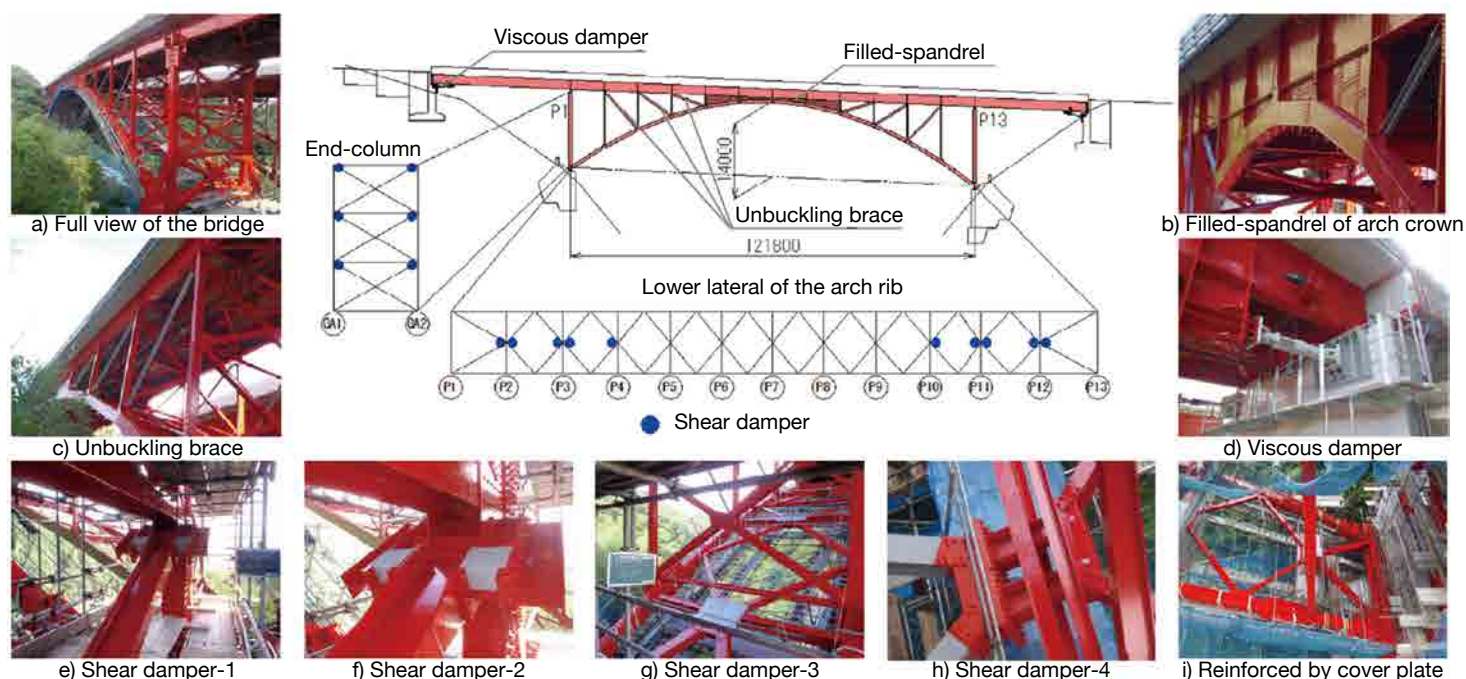 Viscous damper
Filled-spandrel
P1
P13
14000
End-column
Unbuckling brace
121800
a) Full view of the bridge
b) Filled-spandrel of arch crown
Lower lateral of the arch rib
GA1 GA2
P1 P2 P3 P4 P5 P6 P7 P8 P9 P10 P11 P12 P13
Shear damper
c) Unbuckling brace
d) Viscous damper
e) Shear damper-1
f) Shear damper-2
g) Shear damper-3
h) Shear damper-4
i) Reinforced by cover plate